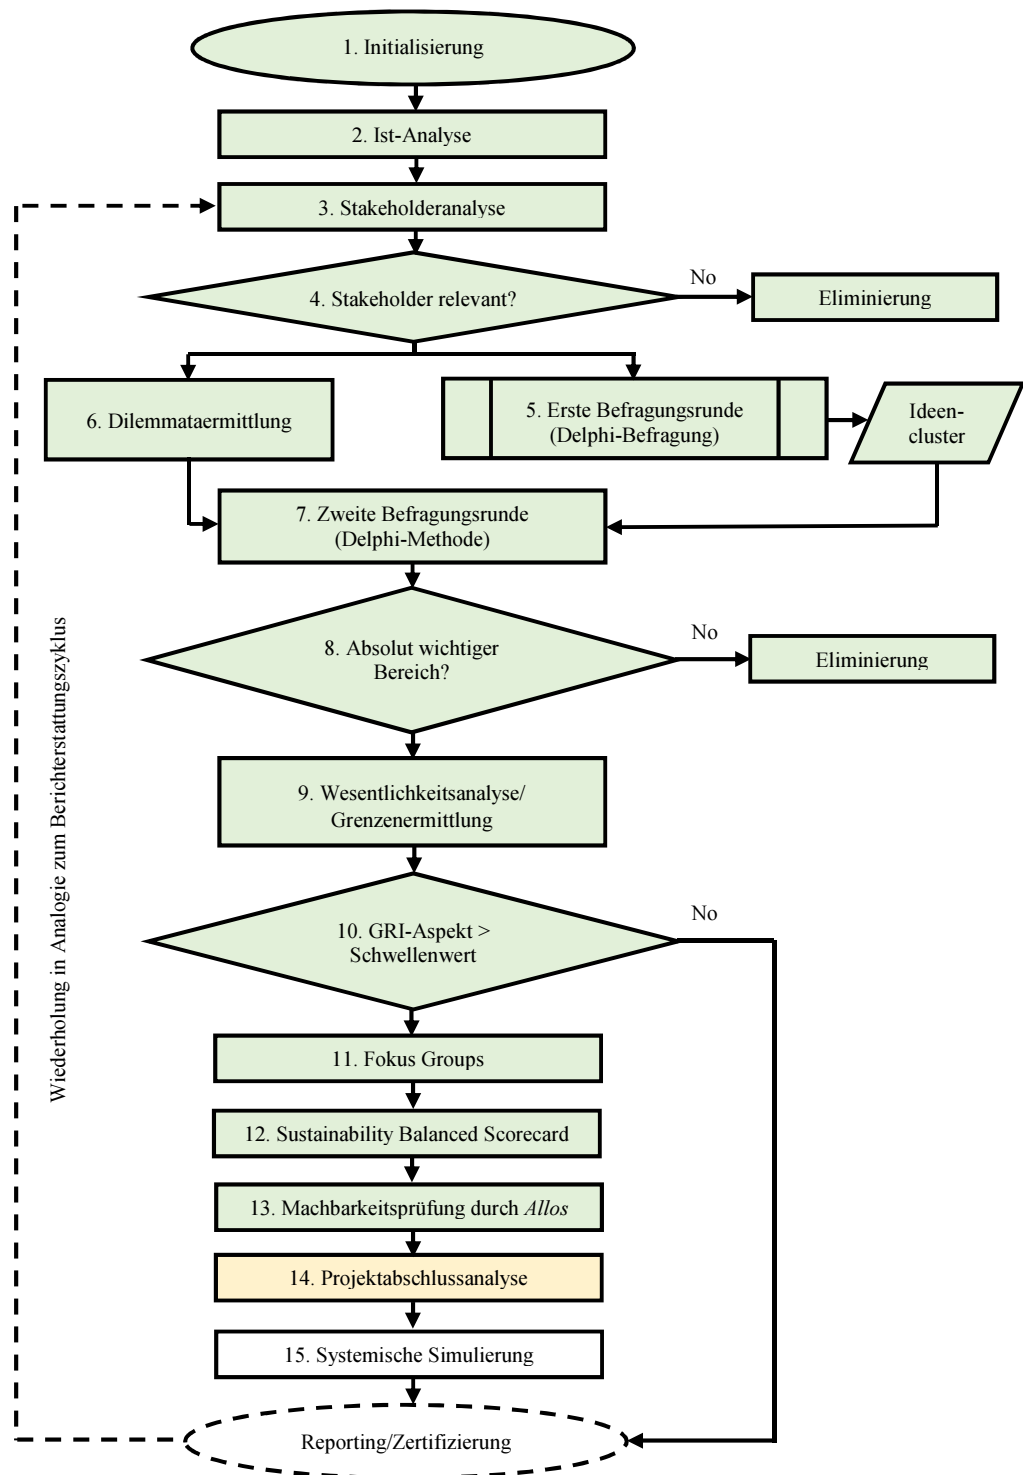 1. Initialisierung
2. Ist-Analyse
3. Stakeholderanalyse
4. Stakeholder relevant?
No
Eliminierung
6. Dilemmataermittlung
5. Erste Befragungsrunde
(Delphi-Befragung)
Ideen-
cluster
7. Zweite Befragungsrunde
(Delphi-Methode)
8. Absolut wichtiger
Bereich?
No
Eliminierung
9. Wesentlichkeitsanalyse/
Grenzenermittlung
10. GRI-Aspekt >
Schwellenwert
No
11. Fokus Groups
12. Sustainability Balanced Scorecard
13. Machbarkeitsprüfung durch Allos
14. Projektabschlussanalyse
15. Systemische Simulierung
Reporting/Zertifizierung
Wiederholung in Analogie zum Berichterstattungszyklus